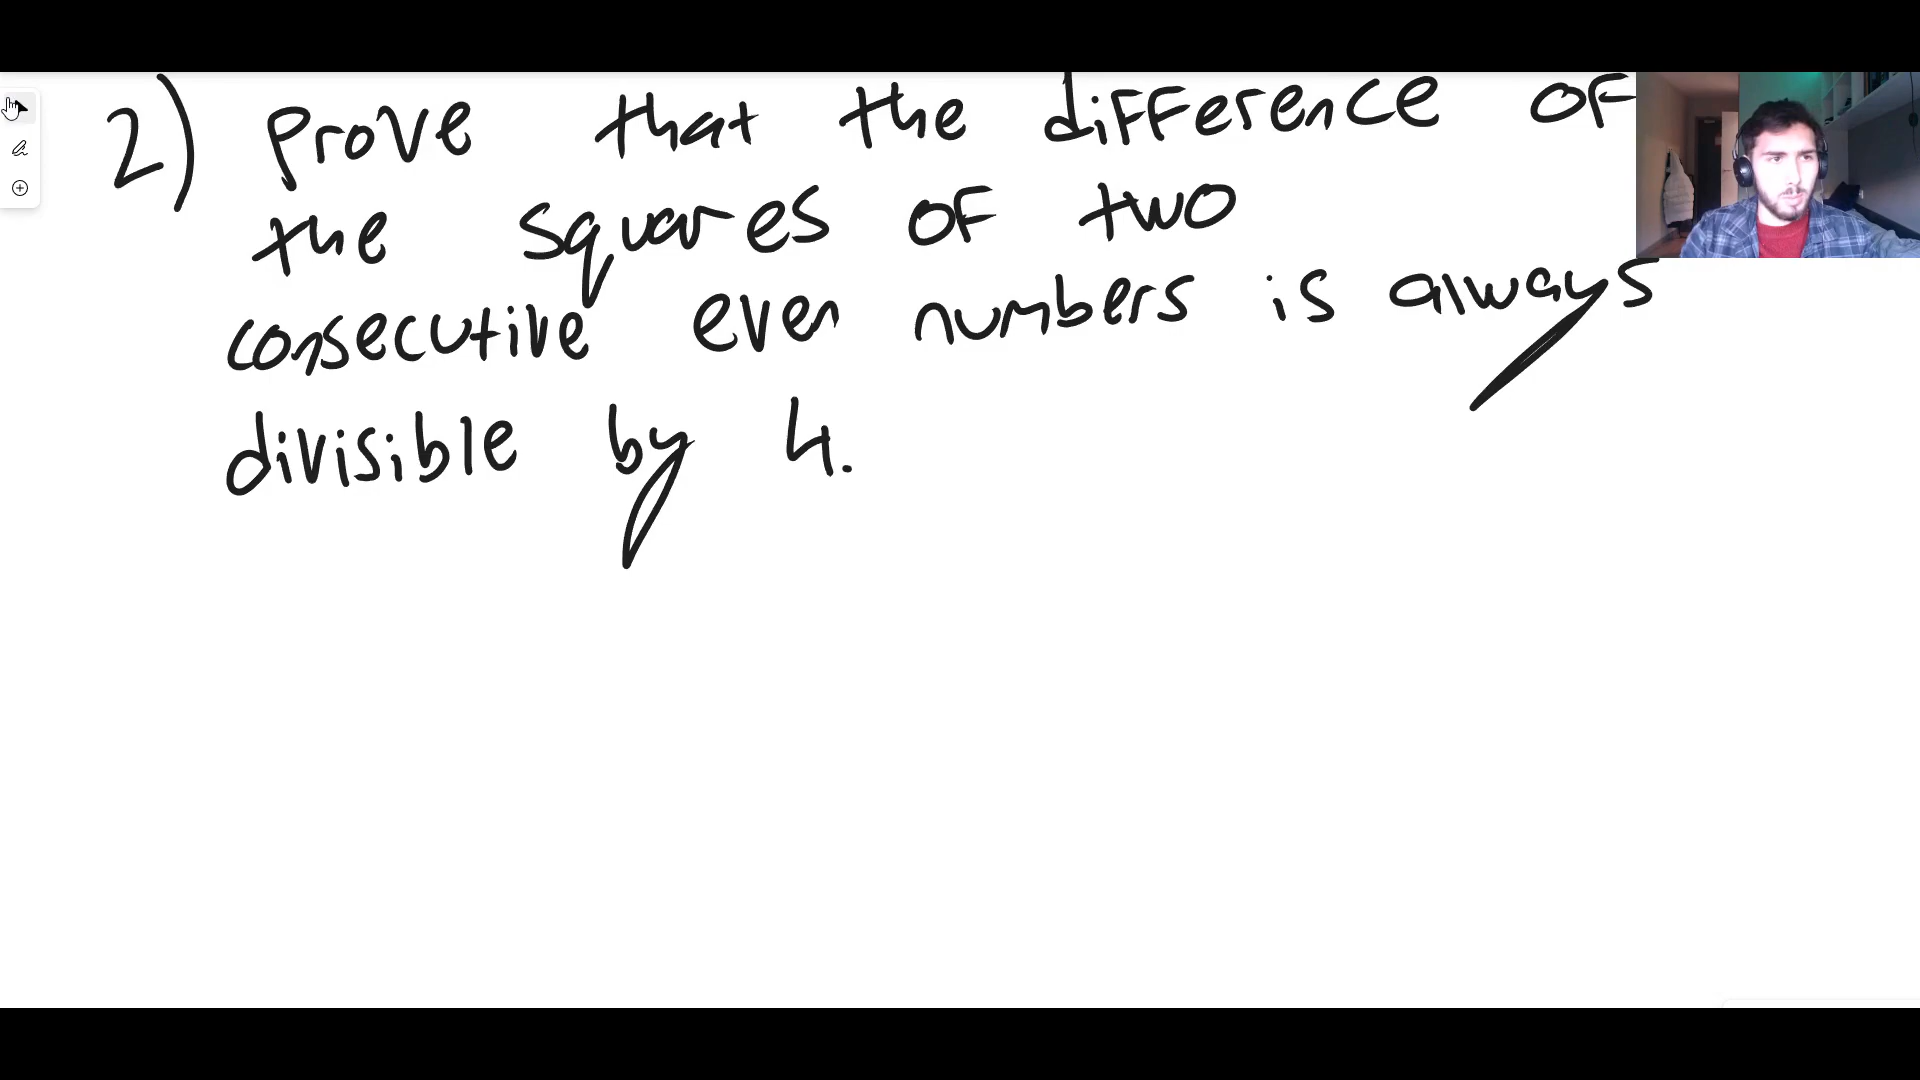 2) Prove that the difference of
the squares of two
consecutive even numbers is always
divisible by 4.